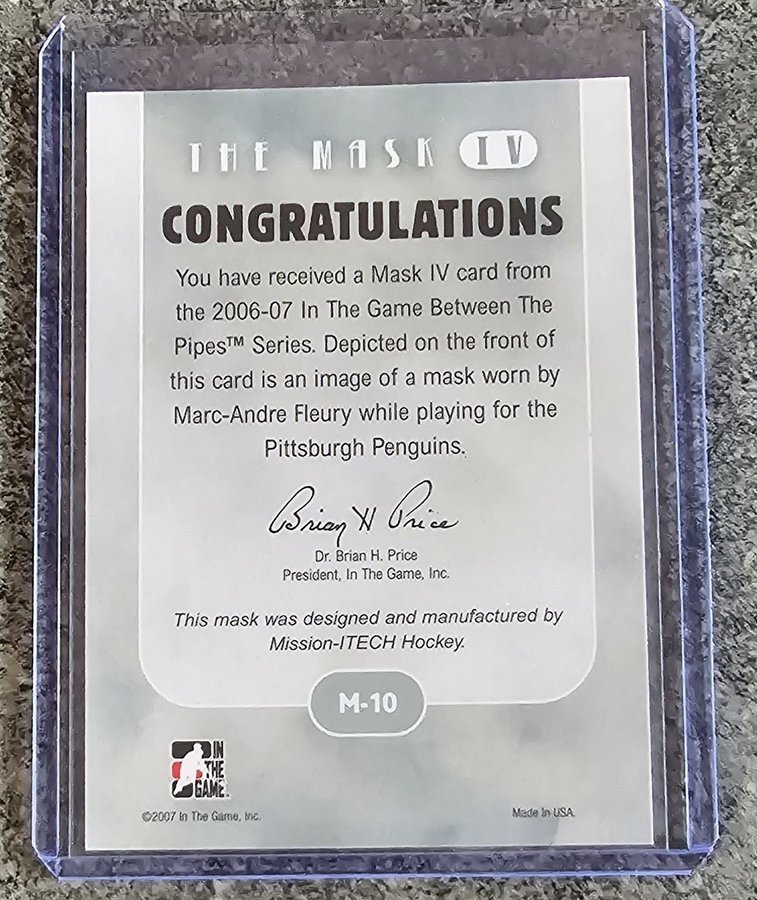 THE MASK IV
CONGRATULATIONS
You have received a Mask IV card from
the 2006-07 In The Game Between The
Pipes™ Series. Depicted on the front of
this card is an image of a mask worn by
Marc-Andre Fleury while playing for the
Pittsburgh Penguins.
Brian H Price
Dr. Brian H. Price
President, In The Game, Inc.
This mask was designed and manufactured by
Mission-ITECH Hockey.
M-10
IN
THE
GAME
©2007 In The Game, Inc.
Made In USA.